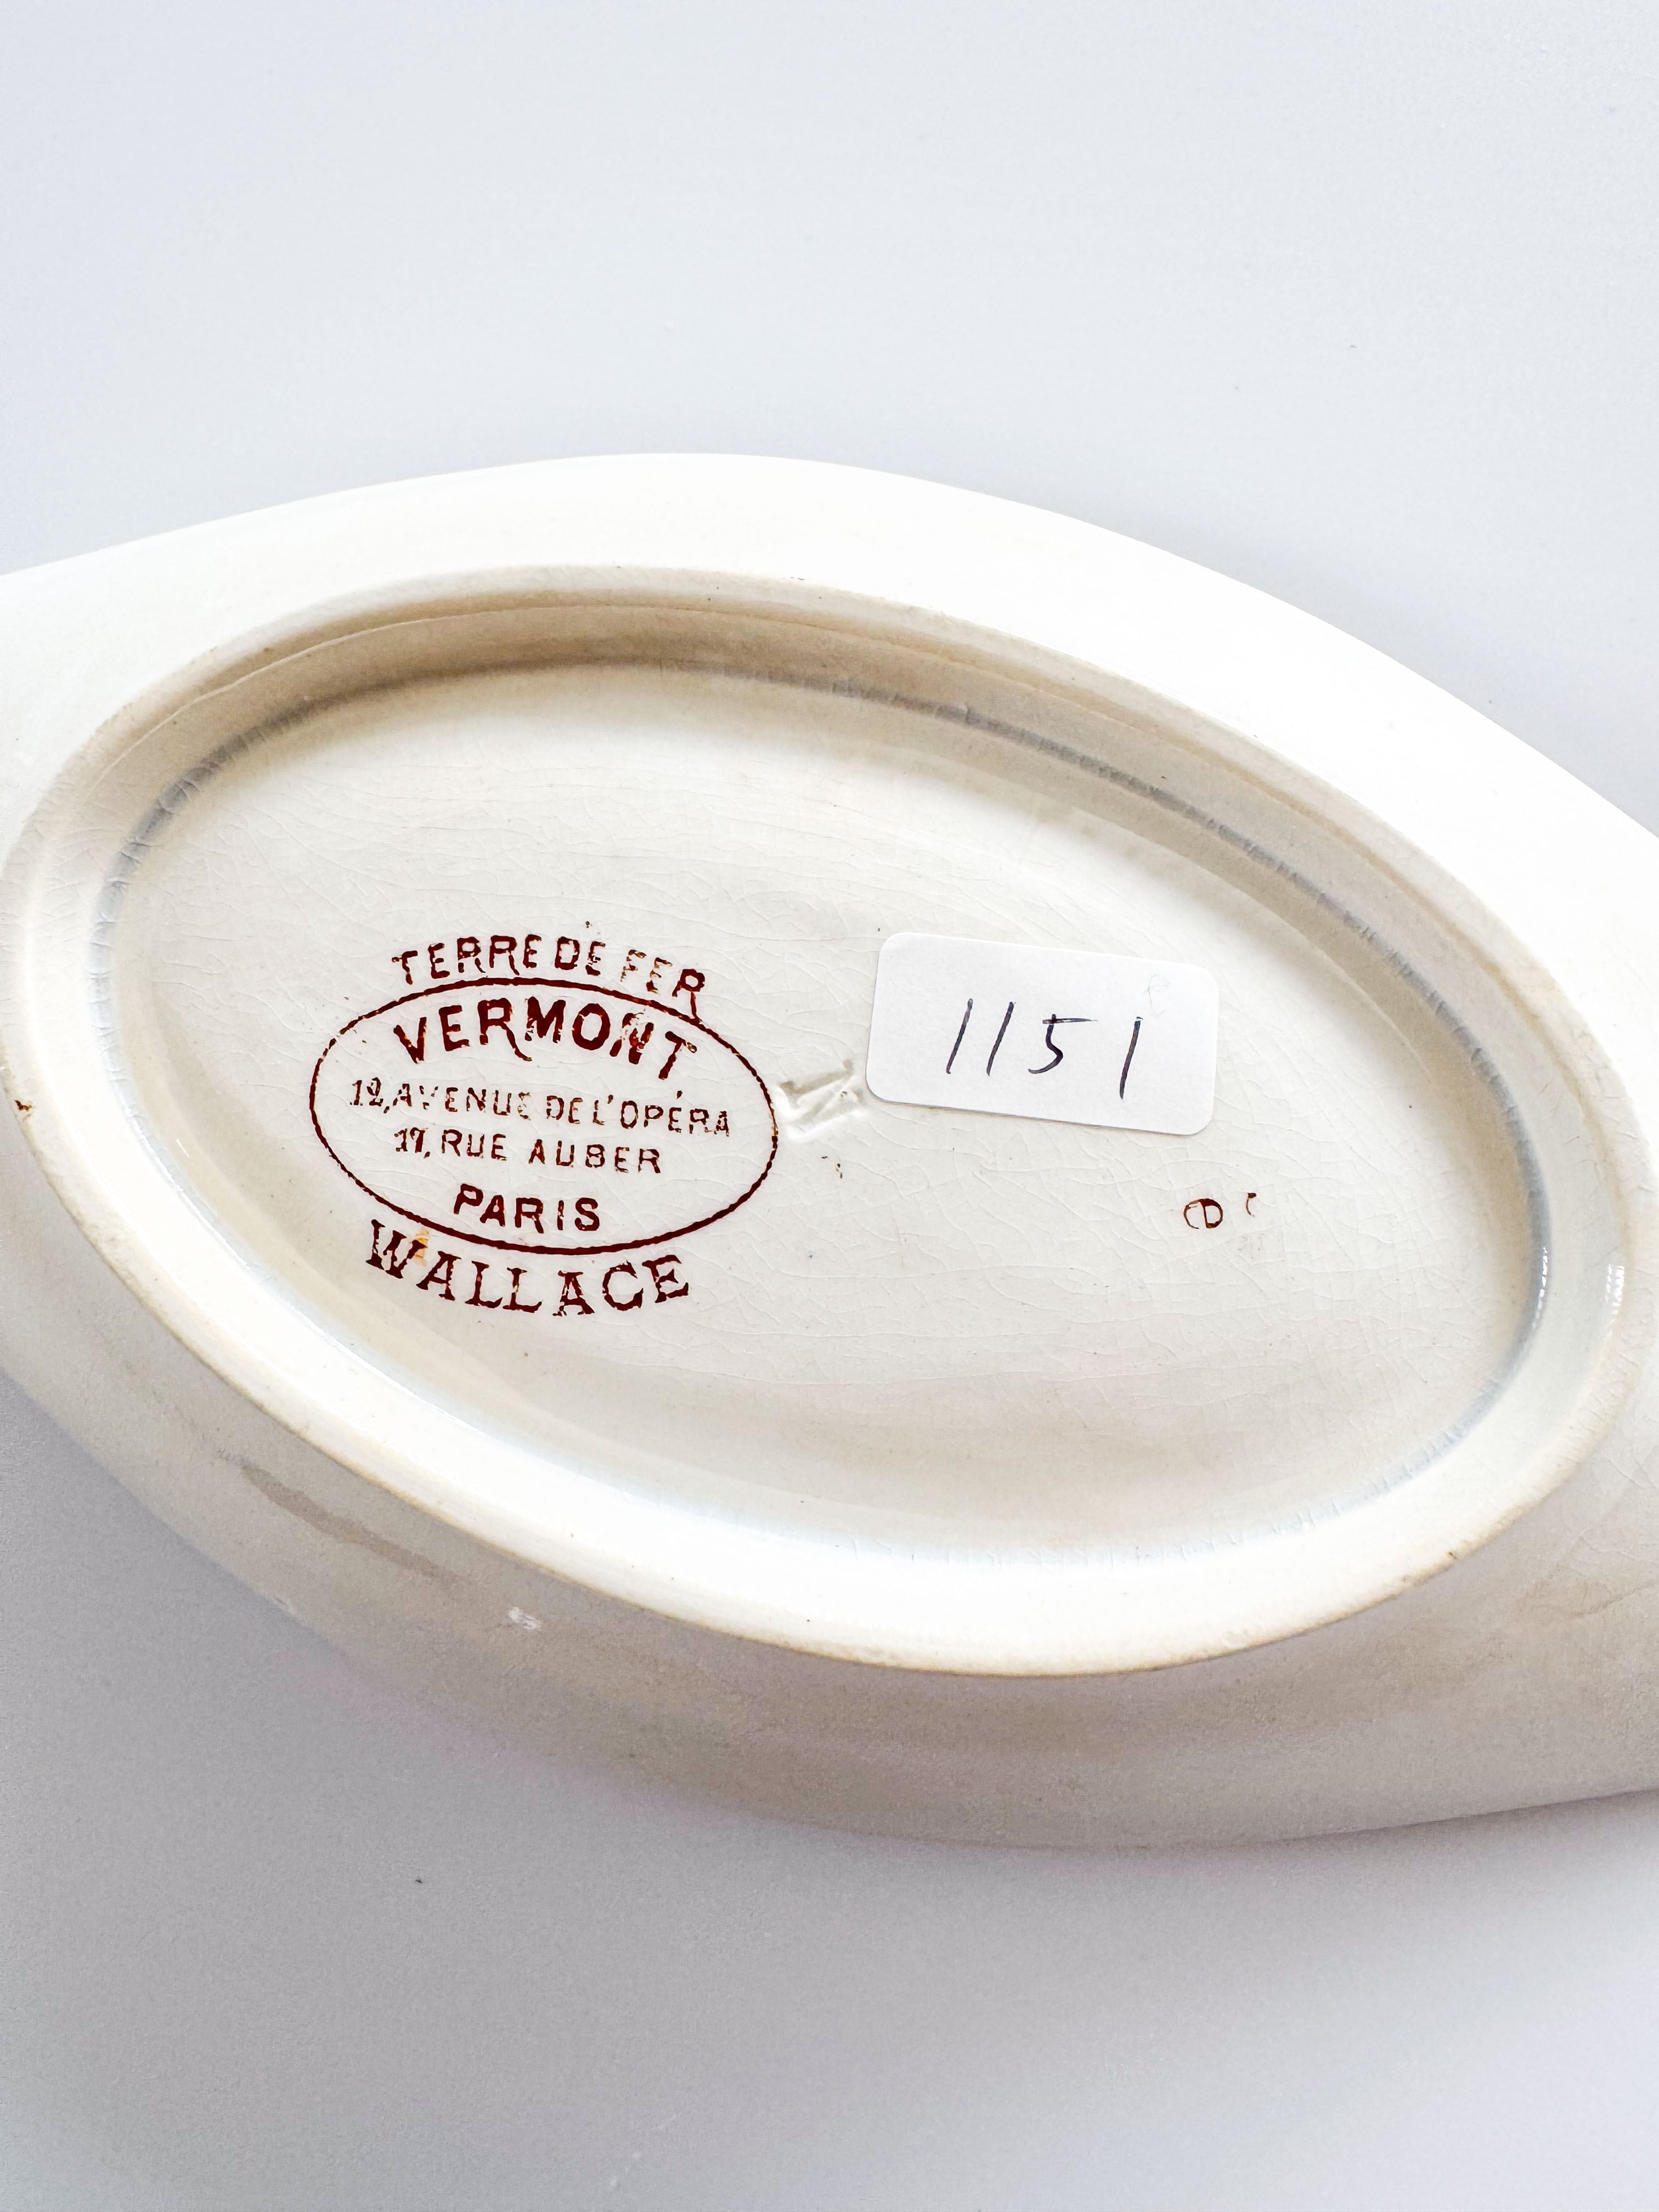 TERRE DE FER
VERMONT
12, AVENUE DE L'OPÉRA
17, RUE AUBER
PARIS
WALLACE
1151